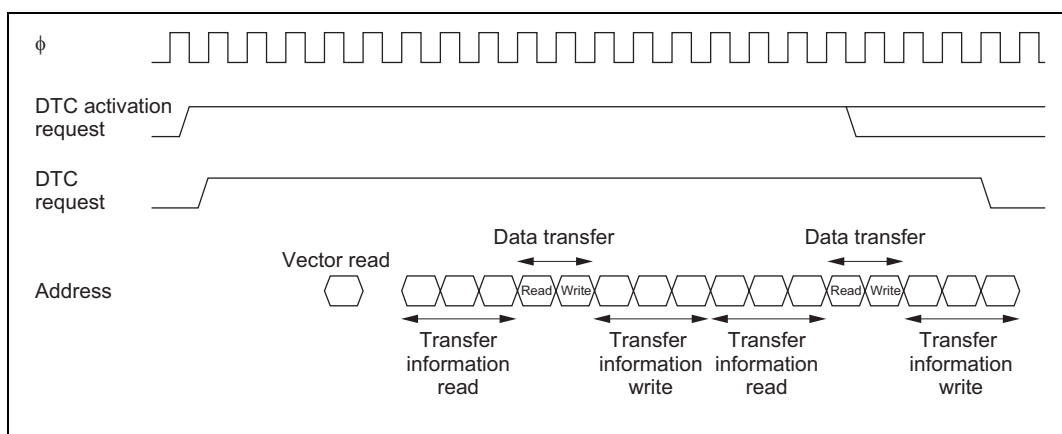 ϕ
DTC activation
request
DTC
request
Data transfer
Data transfer
Vector read
Address
Read
Write
Read
Write
Transfer
information
read
Transfer
information
write
Transfer
information
read
Transfer
information
write